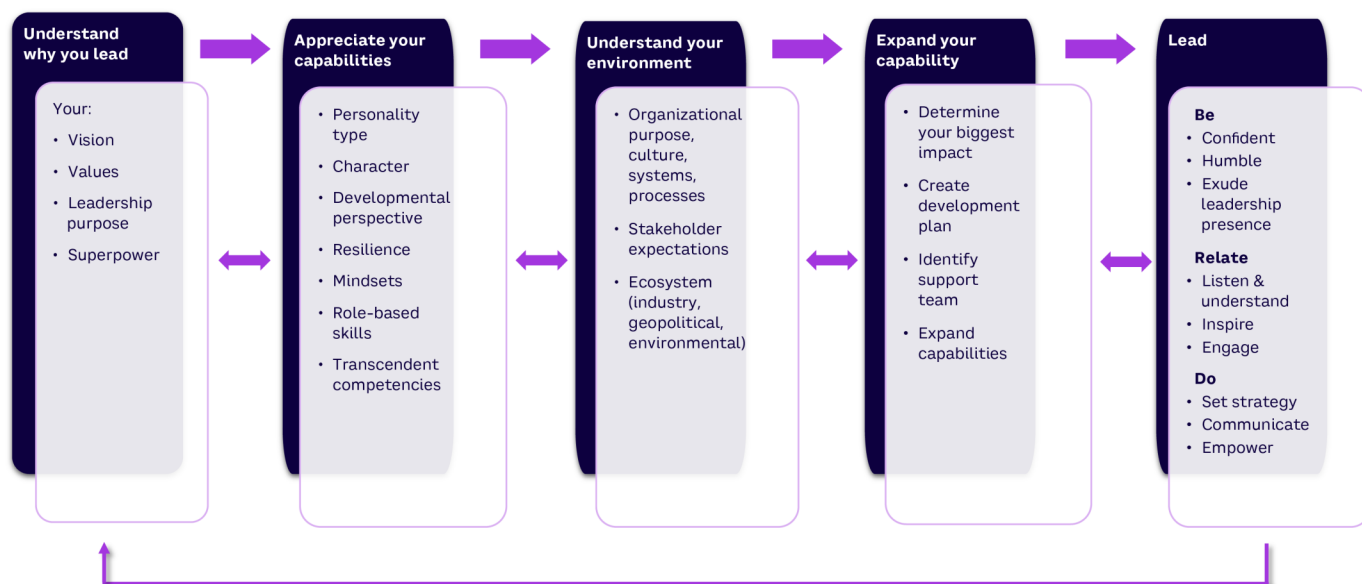 Understand
why you lead
Your:
• Vision
• Values
• Leadership
purpose
• Superpower
Appreciate your
capabilities
• Personality
type
• Character
• Developmental
perspective
• Resilience
• Mindsets
• Role-based
skills
• Transcendent
competencies
Understand your
environment
• Organizational
purpose,
culture,
systems,
processes
• Stakeholder
expectations
• Ecosystem
(industry,
geopolitical,
environmental)
Expand your
capability
• Determine
your biggest
impact
• Create
development
plan
• Identify
support
team
• Expand
capabilities
Lead
Be
• Confident
• Humble
• Exude
leadership
presence
Relate
• Listen &
understand
• Inspire
• Engage
Do
• Set strategy
• Communicate
• Empower